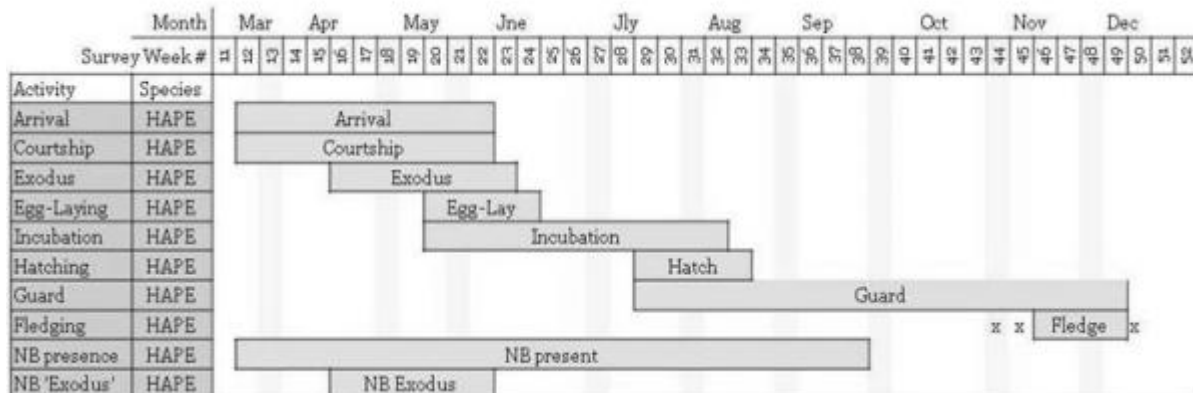 Month Mar Apr May Jne Jly Aug Sep Oct Nov Dec
Survey Week # 11 12 13 14 15 16 17 18 19 20 21 22 23 24 25 26 27 28 29 30 31 32 33 34 35 36 37 38 39 40 41 42 43 44 45 46 47 48 49 50 51 52
Activity Species
Arrival HAPE Arrival
Courtship HAPE Courtship
Exodus HAPE Exodus
Egg-Laying HAPE Egg-Lay
Incubation HAPE Incubation
Hatching HAPE Hatch
Guard HAPE Guard
Fledging HAPE x x Fledge x
NB presence HAPE NB present
NB 'Exodus' HAPE NB Exodus